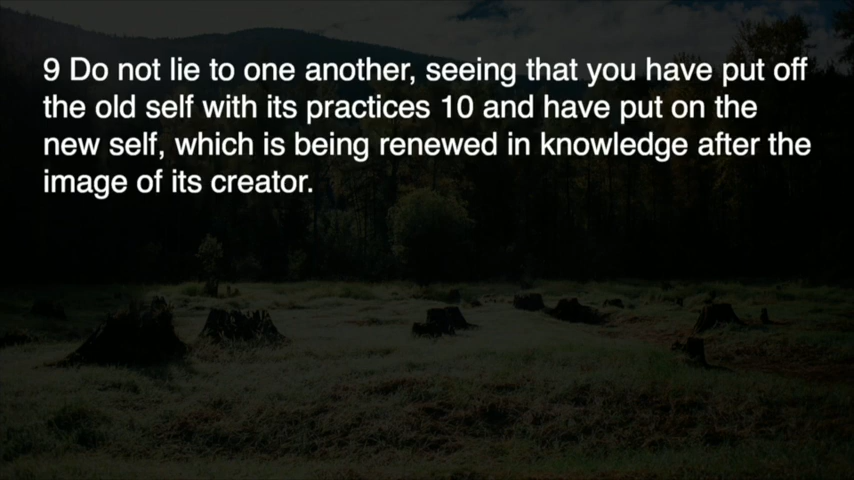 9 Do not lie to one another, seeing that you have put off
the old self with its practices 10 and have put on the
new self, which is being renewed in knowledge after the
image of its creator.